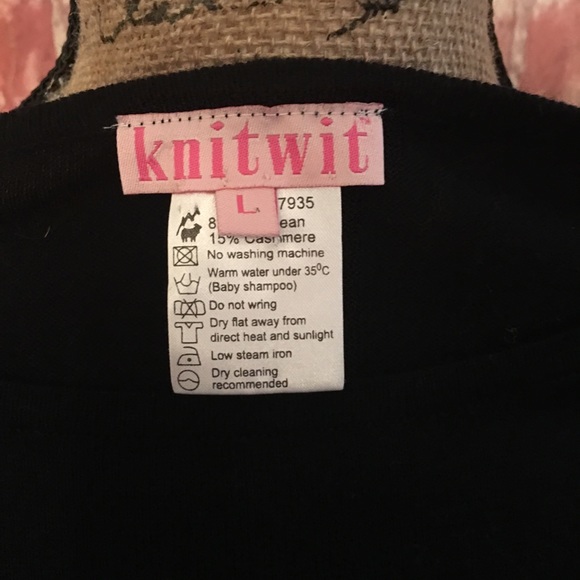 knitwit
L
7935
15% Cashmere
No washing machine
Warm water under 35⁰C
(Baby shampoo)
Do not wring
Dry flat away from
direct heat and sunlight
Low steam iron
Dry cleaning
recommended